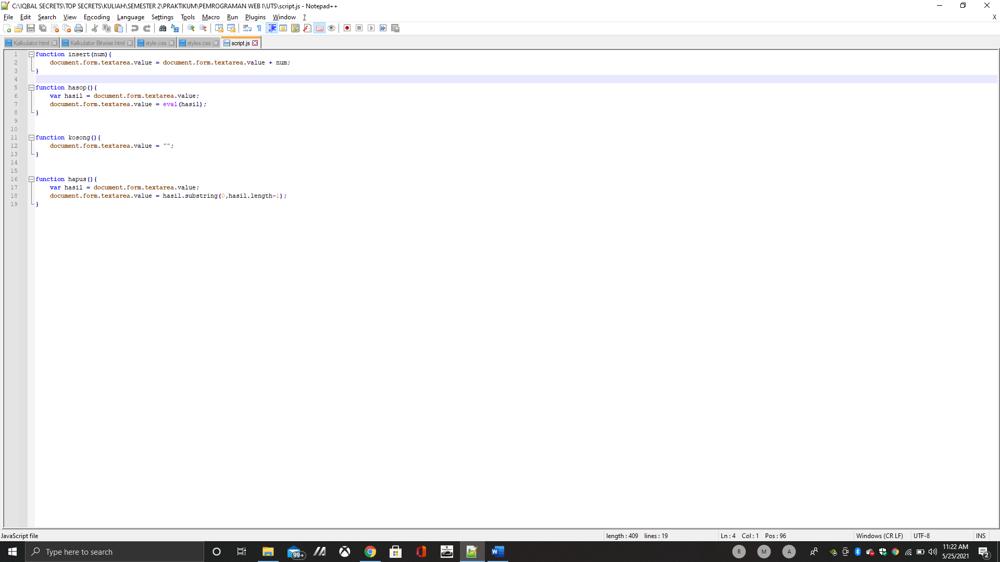 C:\IQBAL SECRETS\TOP SECRETS\KULIAH\SEMESTER 2\PRAKTIKUM\PEMROGRAMAN WEB I\UTS\script.js - Notepad++
File Edit Search View Encoding Language Settings Tools Macro Run Plugins Window ? X
Kalkulator.html Kalkulator Bitwise.html style.css styles.css script.js
1 function insert(num){
2 document.form.textarea.value = document.form.textarea.value + num;
3 }
4
5 function hasop(){
6 var hasil = document.form.textarea.value;
7 document.form.textarea.value = eval(hasil);
8 }
9
10
11 function kosong(){
12 document.form.textarea.value = "";
13 }
14
15
16 function hapus(){
17 var hasil = document.form.textarea.value;
18 document.form.textarea.value = hasil.substring(0,hasil.length-1);
19 }
JavaScript file length : 409 lines : 19 Ln : 4 Col : 1 Pos : 96 Windows (CR LF) UTF-8 INS
Type here to search 99+ W R M A 11:22 AM
5/25/2021 2